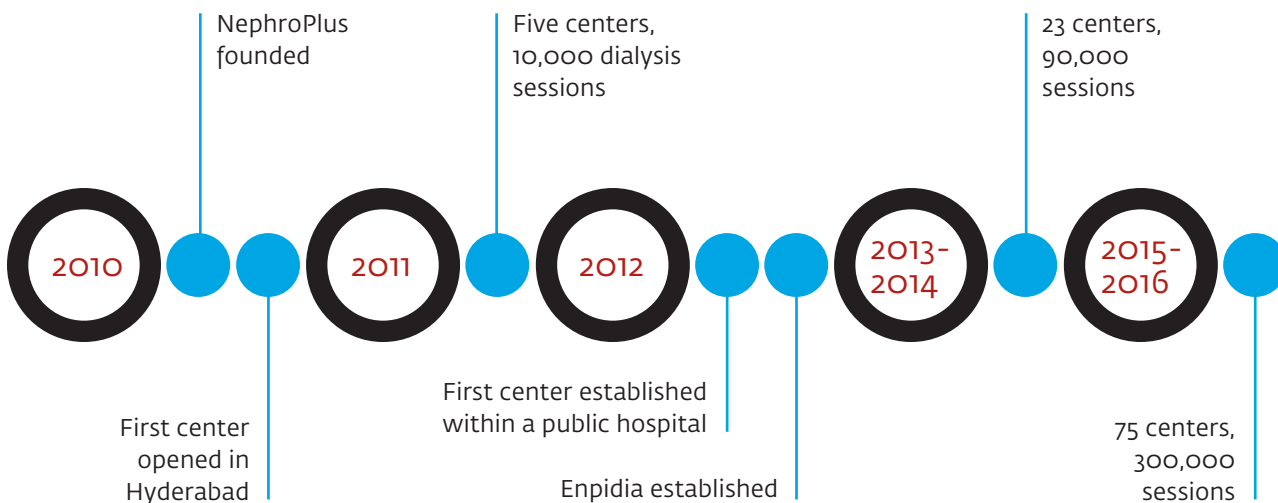 NephroPlus
founded
Five centers,
10,000 dialysis
sessions
23 centers,
90,000
sessions
2010
2011
2012
2013-
2014
2015-
2016
First center
opened in
Hyderabad
First center established
within a public hospital
Enpidia established
75 centers,
300,000
sessions